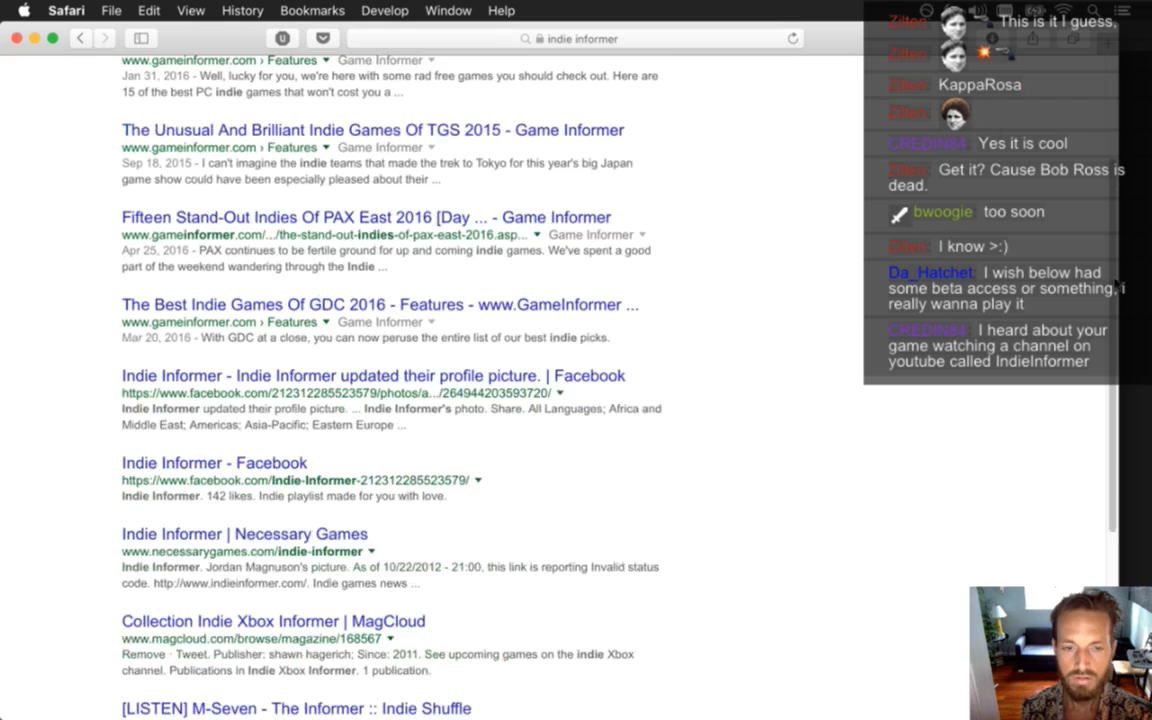 Safari File Edit View History Bookmarks Develop Window Help
indie informer
www.gameinformer.com › Features Game Informer
Jan 31, 2016 - Well, lucky for you, we're here with some rad free games you should check out. Here are
15 of the best PC indie games that won't cost you a ...
The Unusual And Brilliant Indie Games Of TGS 2015 - Game Informer
www.gameinformer.com › Features Game Informer
Sep 18, 2015 - I can't imagine the indie teams that made the trek to Tokyo for this year's big Japan
game show could have been especially pleased about their ...
Fifteen Stand-Out Indies Of PAX East 2016 [Day ... - Game Informer
www.gameinformer.com/.../the-stand-out-indies-of-pax-east-2016.asp... Game Informer
Apr 25, 2016 - PAX continues to be fertile ground for up and coming indie games. We've spent a good
part of the weekend wandering through the Indie ...
The Best Indie Games Of GDC 2016 - Features - www.GameInformer ...
www.gameinformer.com › Features Game Informer
Mar 20, 2016 - With GDC at a close, you can now peruse the entire list of our best indie picks.
Indie Informer - Indie Informer updated their profile picture. | Facebook
https://www.facebook.com/212312285523579/photos/a.../264944203593720/
Indie Informer updated their profile picture. ... Indie Informer's photo. Share. All Languages; Africa and
Middle East; Americas; Asia-Pacific; Eastern Europe ...
Indie Informer - Facebook
https://www.facebook.com/Indie-Informer-212312285523579/
Indie Informer. 142 likes. Indie playlist made for you with love.
Indie Informer | Necessary Games
www.necessarygames.com/indie-informer
Indie Informer. Jordan Magnuson's picture. As of 10/22/2012 - 21:00, this link is reporting Invalid status
code. http://www.indieinformer.com/. Indie games news ...
Collection Indie Xbox Informer | MagCloud
www.magcloud.com/browse/magazine/168567
Remove · Tweet. Publisher: shawn hagerich; Since: 2011. See upcoming games on the indie Xbox
channel. Publications in Indie Xbox Informer. 1 publication.
[LISTEN] M-Seven - The Informer :: Indie Shuffle
Zilten: This is it I guess,
Zilten:
Zilten: KappaRosa
Zilten:
CREDIN84: Yes it is cool
Zilten: Get it? Cause Bob Ross is
dead.
bwoogie: too soon
Zilten: I know >:)
Da_Hatchet: I wish below had
some beta access or something, i
really wanna play it
CREDIN84: I heard about your
game watching a channel on
youtube called IndieInformer